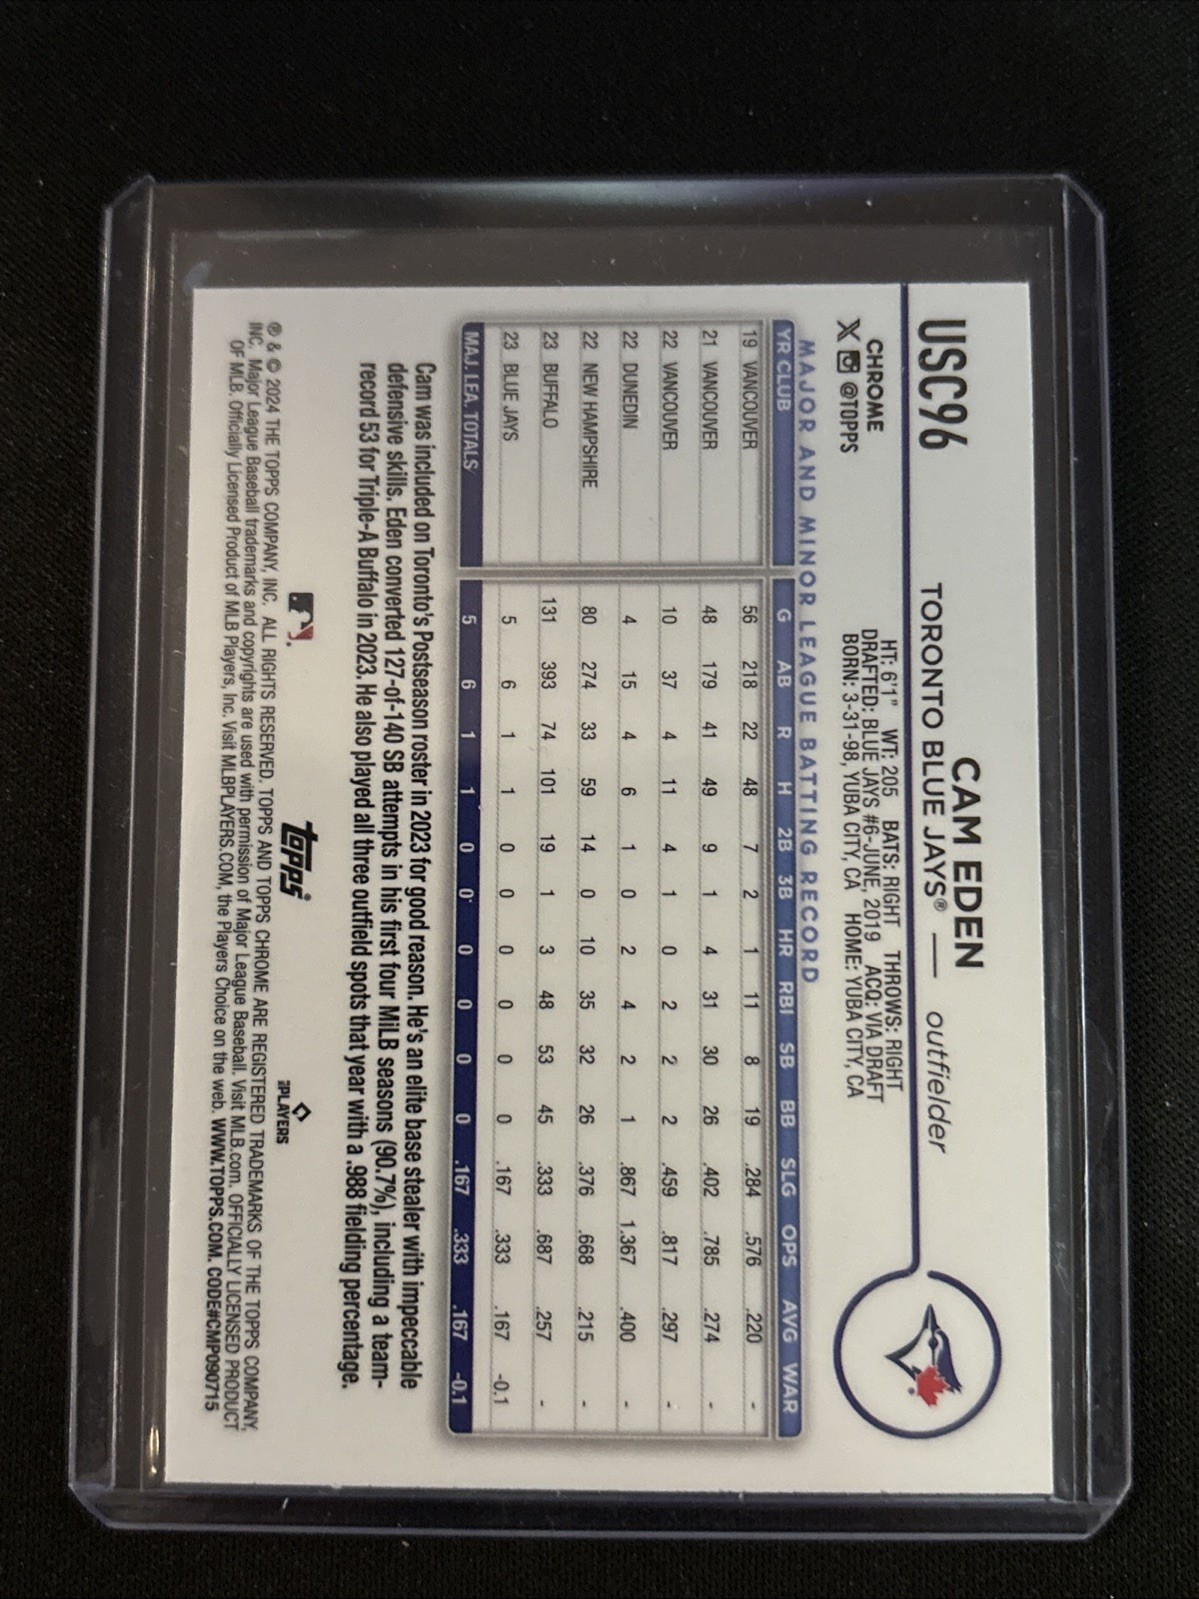 USC96
CAM EDEN
TORONTO BLUE JAYS® — outfielder
CHROME
@TOPPS
HT: 6'1" WT: 205 BATS: RIGHT THROWS: RIGHT
DRAFTED: BLUE JAYS #6-JUNE, 2019 ACQ: VIA DRAFT
BORN: 3-31-98, YUBA CITY, CA HOME: YUBA CITY, CA
MAJOR AND MINOR LEAGUE BATTING RECORD
YR CLUB G AB R H 2B 3B HR RBI SB BB SLG OPS AVG WAR
19 VANCOUVER 56 218 22 48 7 2 1 11 8 19 .284 .576 .220 -
21 VANCOUVER 48 179 41 49 9 1 4 31 30 26 .402 .785 .274 -
22 VANCOUVER 10 37 4 11 4 1 0 2 2 2 .459 .817 .297 -
22 DUNEDIN 4 15 4 6 1 0 2 4 2 1 .867 1.367 .400 -
22 NEW HAMPSHIRE 80 274 33 59 14 0 10 35 32 26 .376 .668 .215 -
23 BUFFALO 131 393 74 101 19 1 3 48 53 45 .333 .687 .257 -
23 BLUE JAYS 5 6 1 1 0 0 0 0 0 0 .167 .333 .167 -0.1
MAJ. LEA. TOTALS 5 6 1 1 0 0 0 0 0 0 .167 .333 .167 -0.1
Cam was included on Toronto's Postseason roster in 2023 for good reason. He's an elite base stealer with impeccable
defensive skills. Eden converted 127-of-140 SB attempts in his first four MiLB seasons (90.7%), including a team-
record 53 for Triple-A Buffalo in 2023. He also played all three outfield spots that year with a .988 fielding percentage.
topps
PLAYERS
® & © 2024 THE TOPPS COMPANY, INC. ALL RIGHTS RESERVED. TOPPS AND TOPPS CHROME ARE REGISTERED TRADEMARKS OF THE TOPPS COMPANY,
INC. Major League Baseball trademarks and copyrights are used with permission of Major League Baseball. Visit MLB.com. OFFICIALLY LICENSED PRODUCT
OF MLB. Officially Licensed Product of MLB Players, Inc. Visit MLBPLAYERS.COM, the Players Choice on the web. WWW.TOPPS.COM. CODE#CMP090715